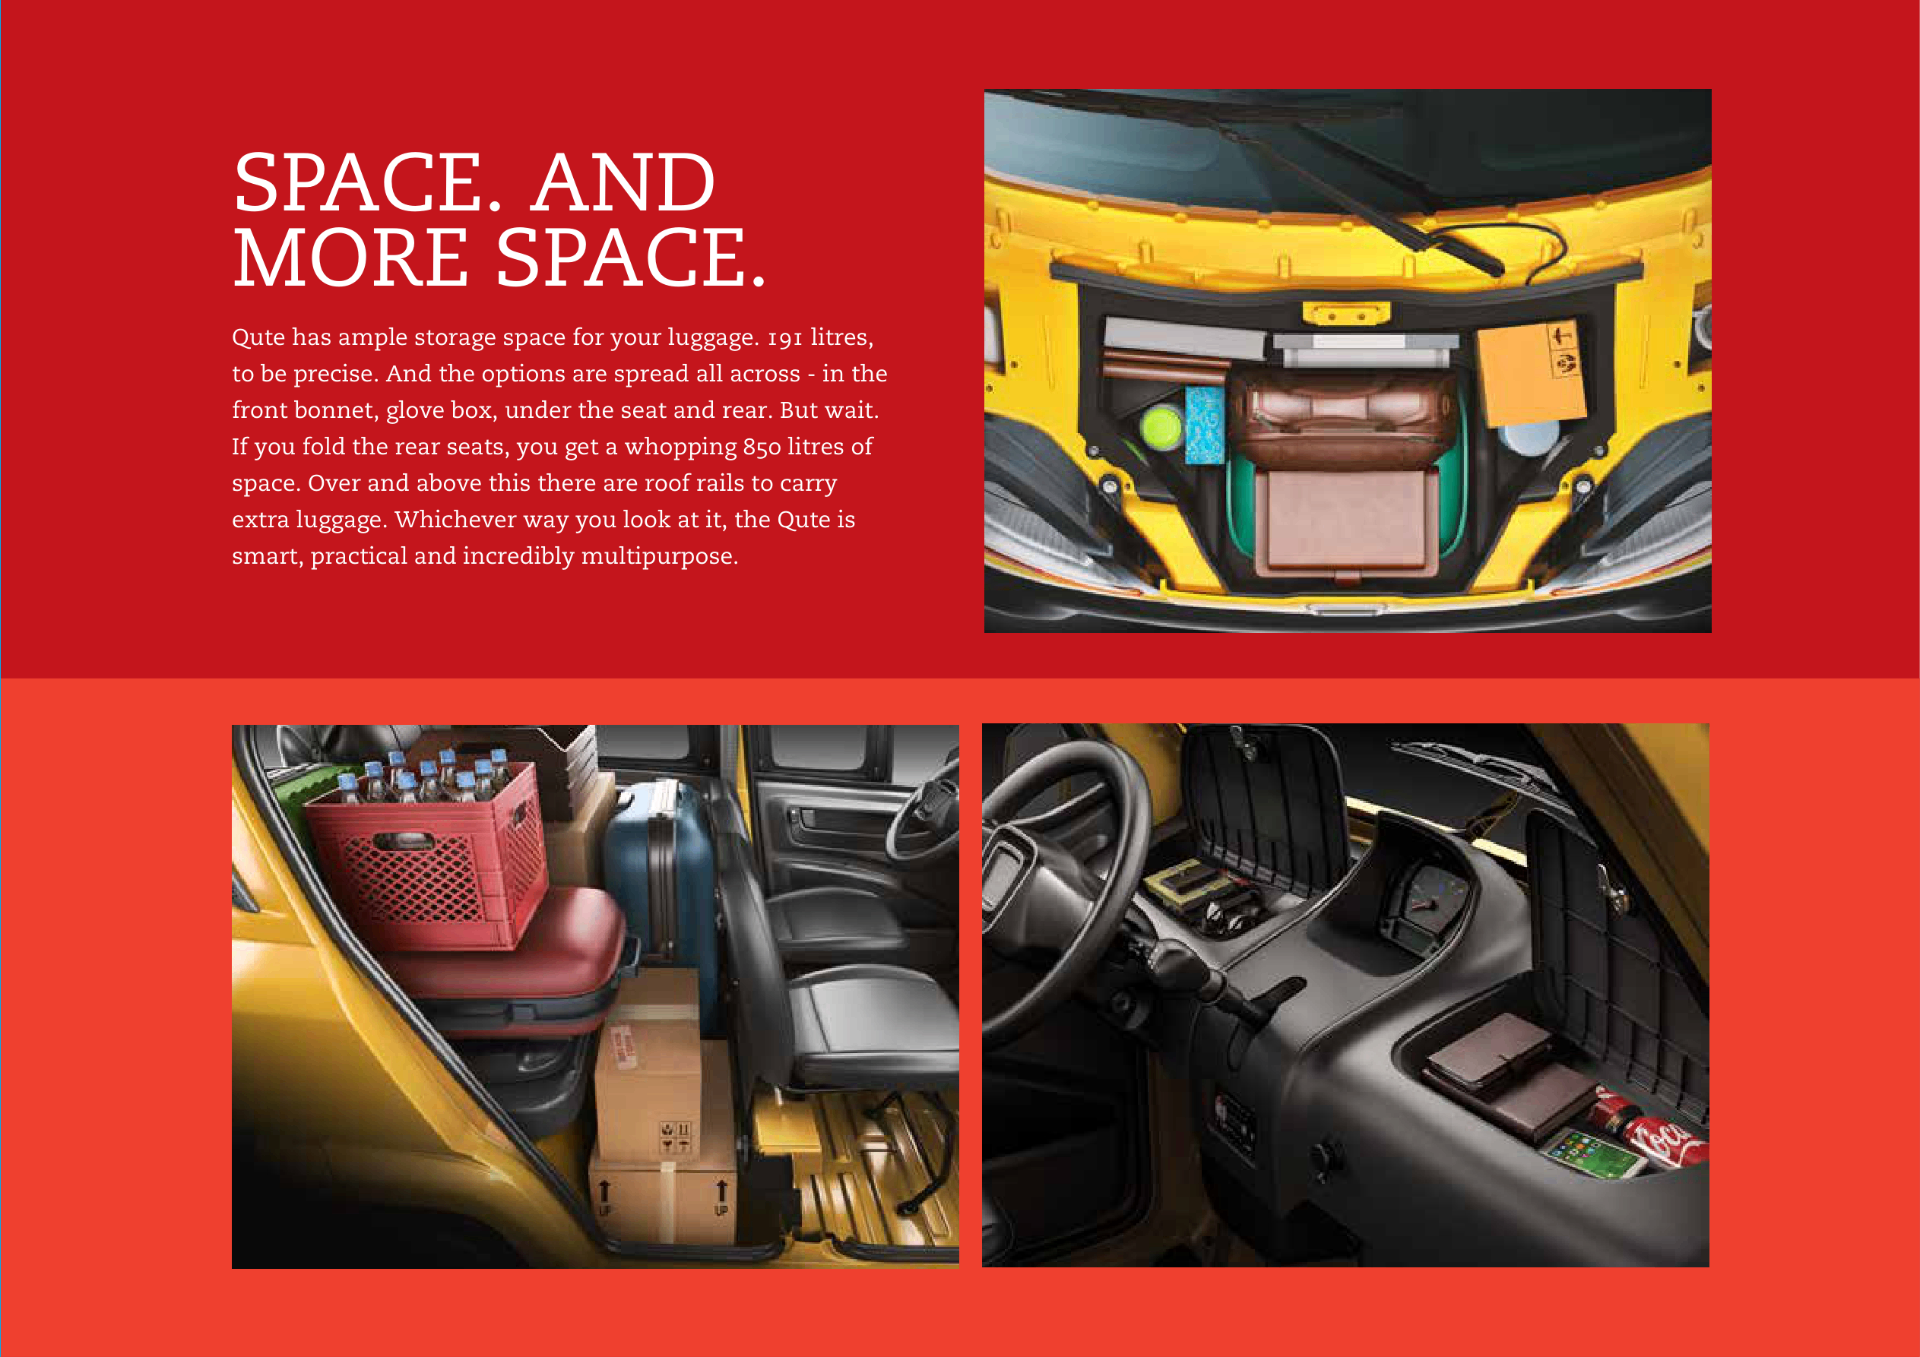 SPACE. AND
MORE SPACE.
Qute has ample storage space for your luggage. 191 litres,
to be precise. And the options are spread all across - in the
front bonnet, glove box, under the seat and rear. But wait.
If you fold the rear seats, you get a whopping 850 litres of
space. Over and above this there are roof rails to carry
extra luggage. Whichever way you look at it, the Qute is
smart, practical and incredibly multipurpose.
UP
UP